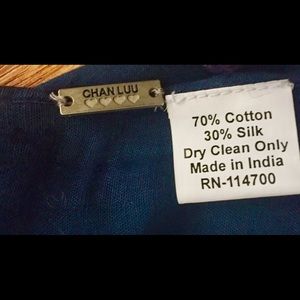 CHAN LUU
70% Cotton
30% Silk
Dry Clean Only
Made in India
RN-114700